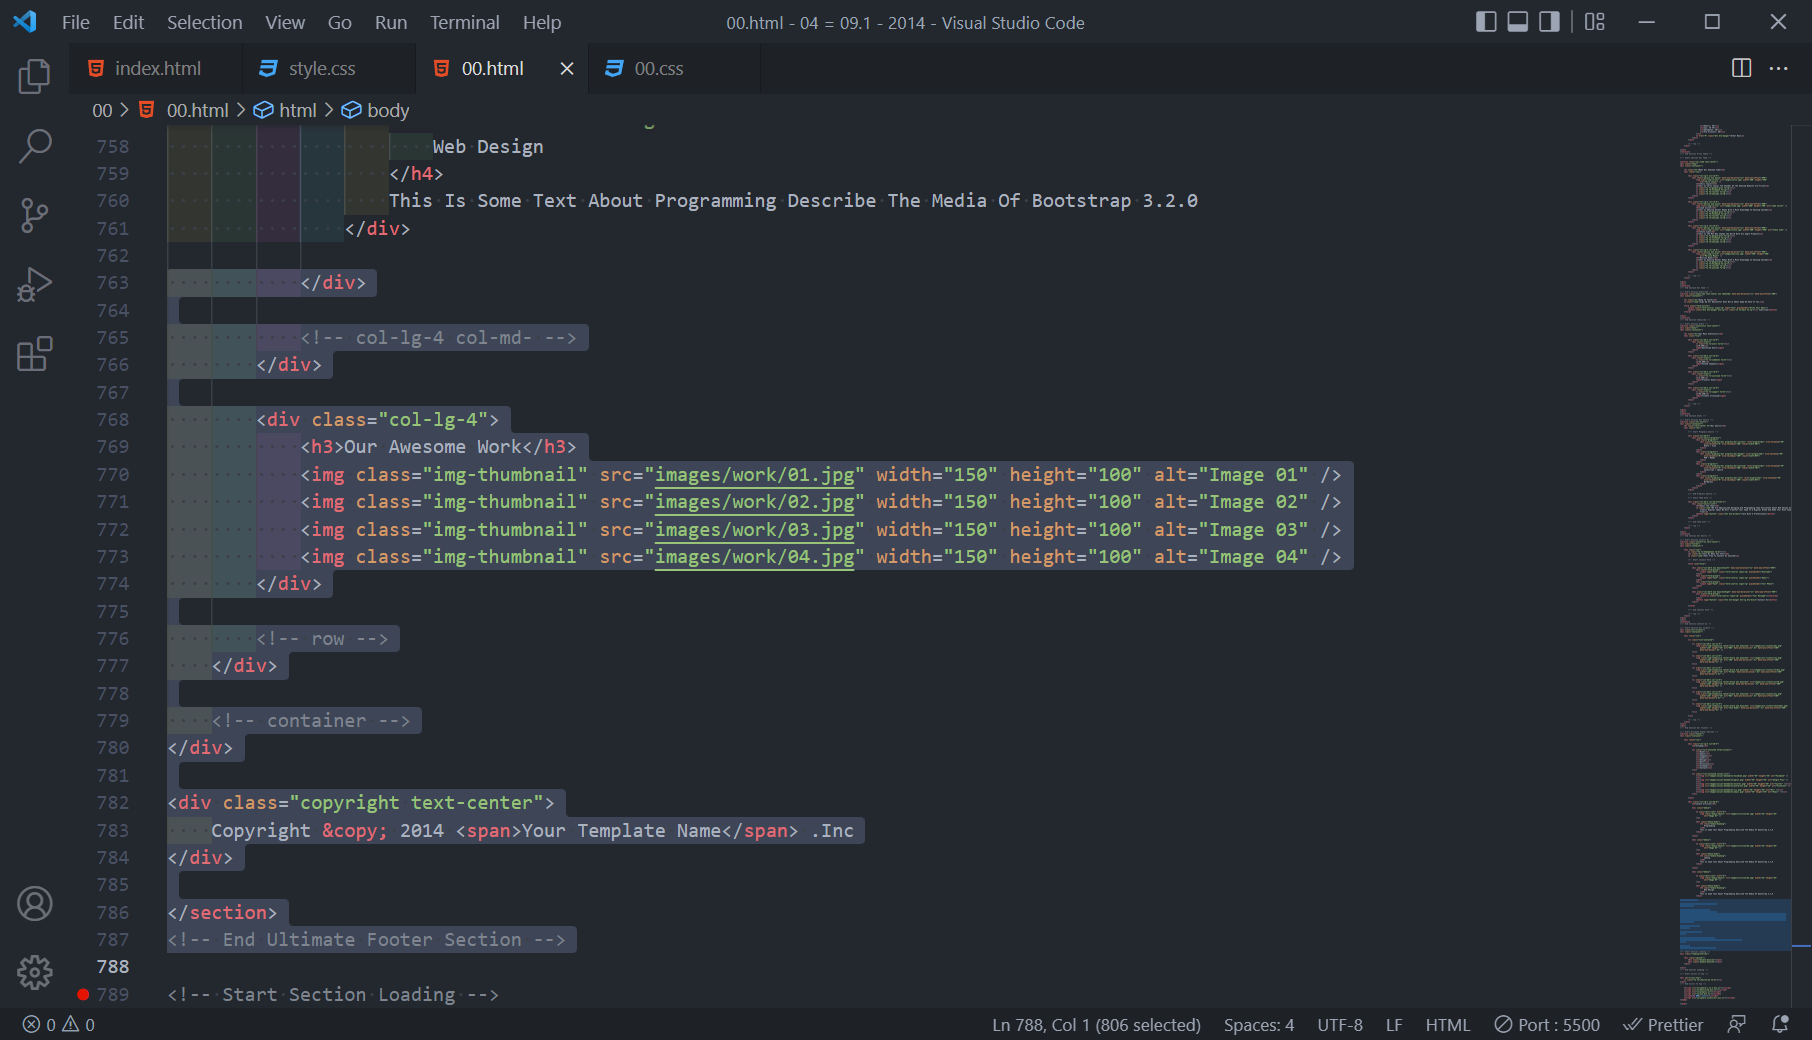 File Edit Selection View Go Run Terminal Help 00.html - 04 = 09.1 - 2014 - Visual Studio Code
index.html style.css 00.html 00.css
00 > 00.html > html > body
758 Web Design
759 </h4>
760 This Is Some Text About Programming Describe The Media Of Bootstrap 3.2.0
761 </div>
762
763 </div>
764
765 <!-- col-lg-4 col-md- -->
766 </div>
767
768 <div class="col-lg-4">
769 <h3>Our Awesome Work</h3>
770 <img class="img-thumbnail" src="images/work/01.jpg" width="150" height="100" alt="Image 01" />
771 <img class="img-thumbnail" src="images/work/02.jpg" width="150" height="100" alt="Image 02" />
772 <img class="img-thumbnail" src="images/work/03.jpg" width="150" height="100" alt="Image 03" />
773 <img class="img-thumbnail" src="images/work/04.jpg" width="150" height="100" alt="Image 04" />
774 </div>
775
776 <!-- row -->
777 </div>
778
779 <!-- container -->
780 </div>
781
782 <div class="copyright text-center">
783 Copyright &copy; 2014 <span>Your Template Name</span> .Inc
784 </div>
785
786 </section>
787 <!-- End Ultimate Footer Section -->
788
789 <!-- Start Section Loading -->
0 0 Ln 788, Col 1 (806 selected) Spaces: 4 UTF-8 LF HTML Port : 5500 Prettier